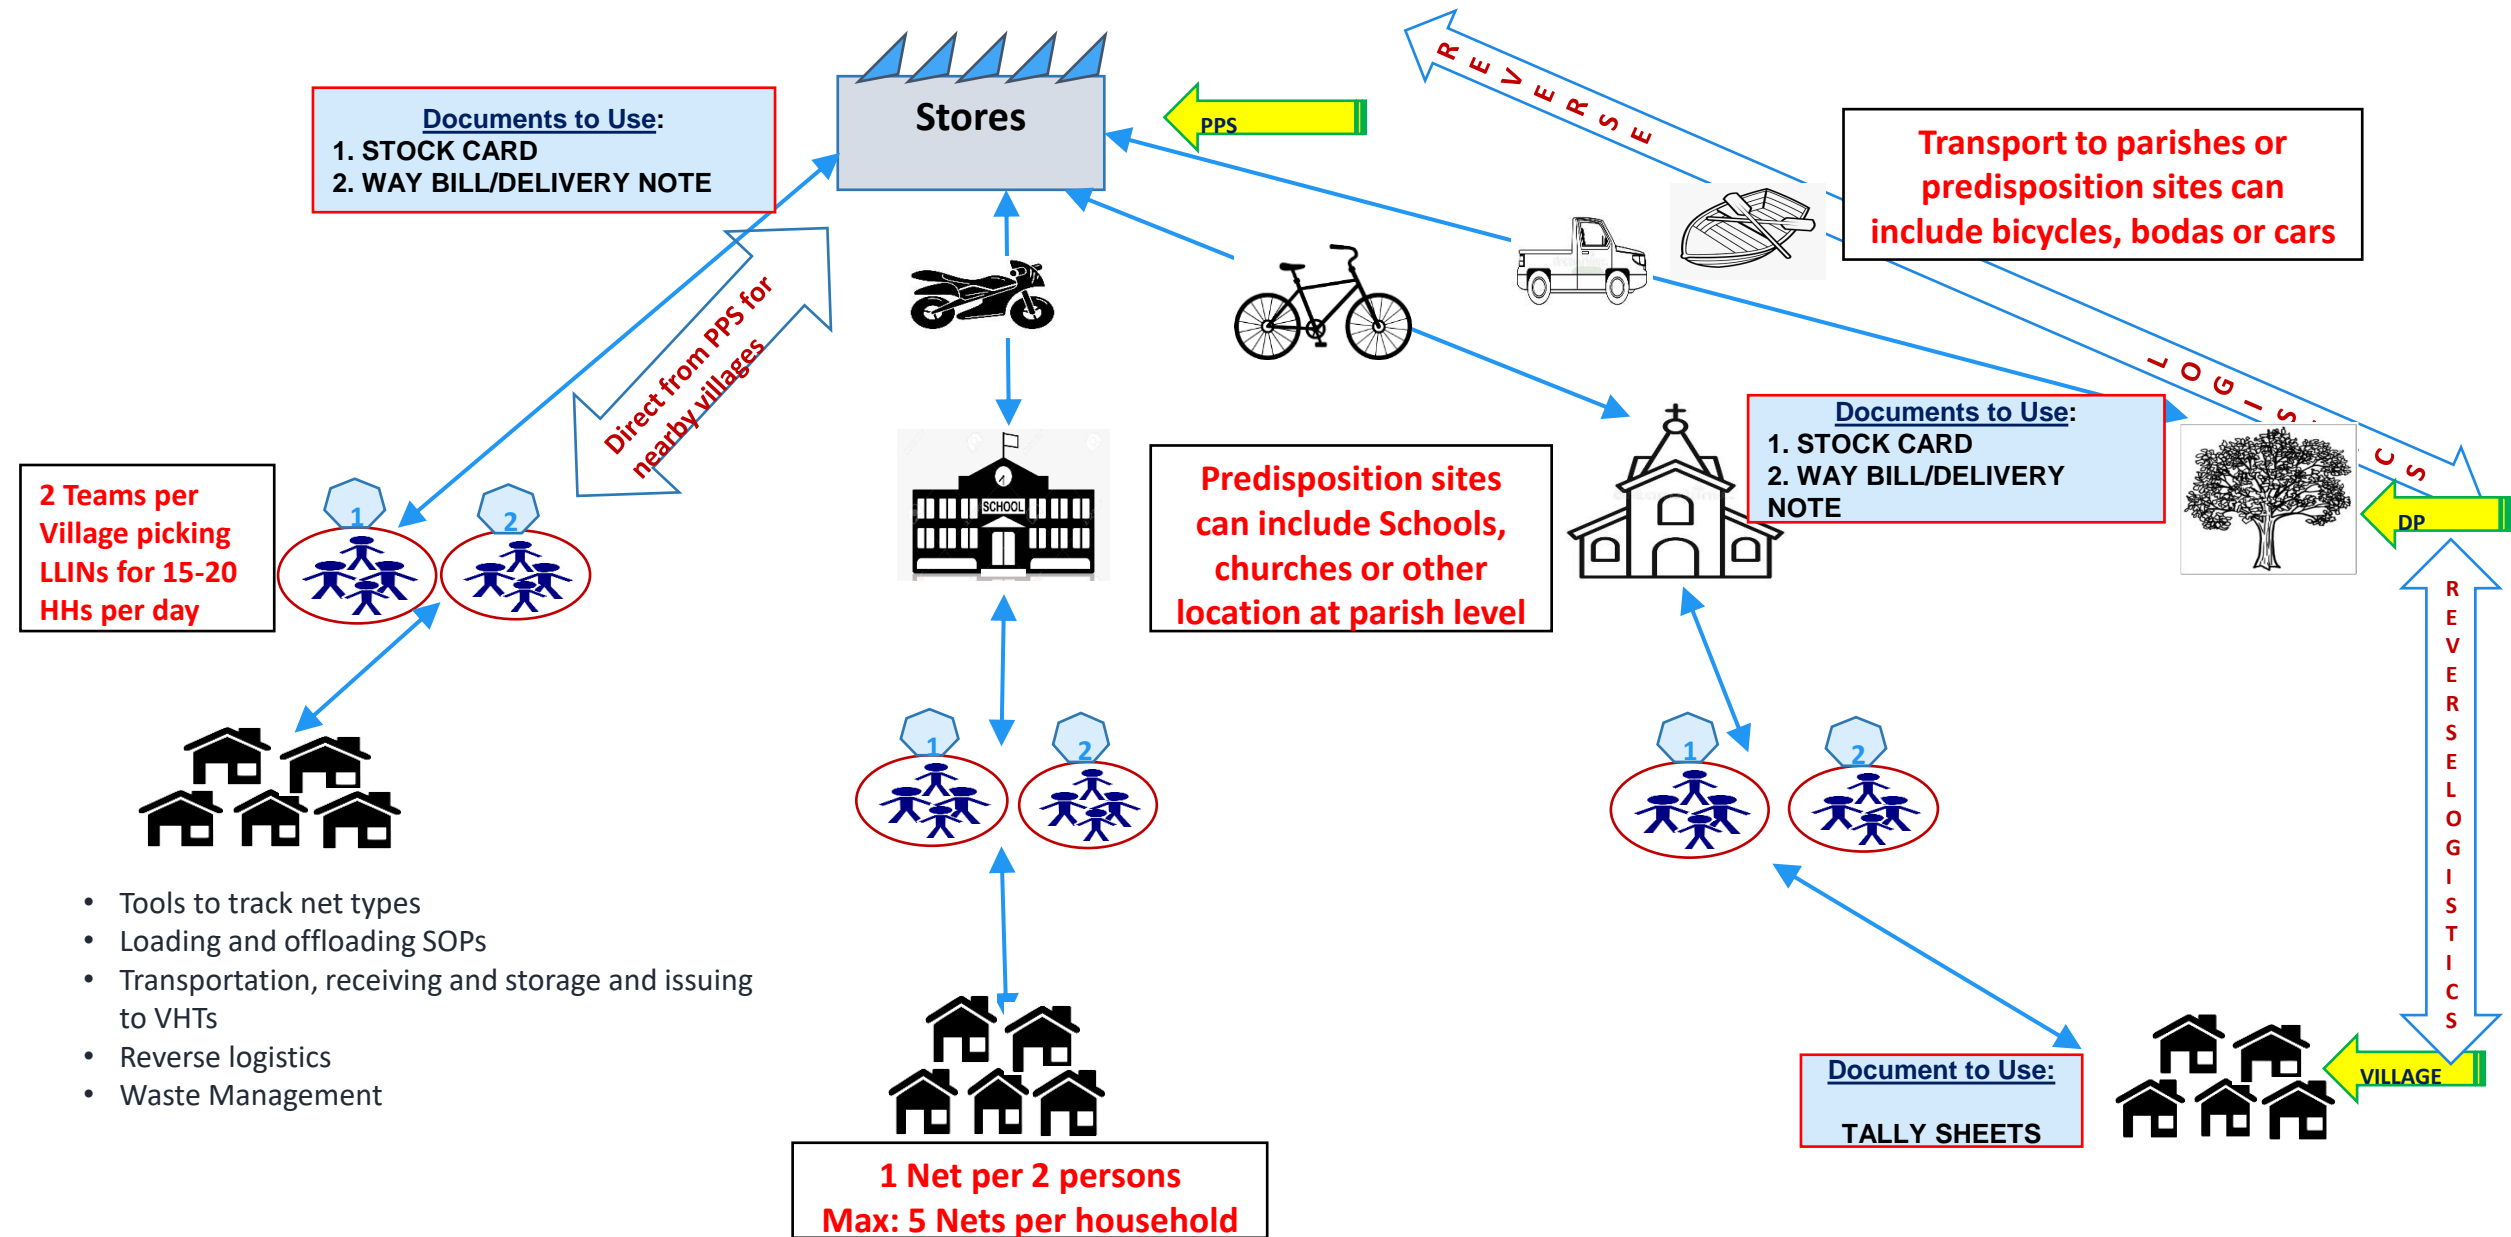 Stores
PPS
Documents to Use:
1. STOCK CARD
2. WAY BILL/DELIVERY NOTE
REVERSE LOGISTICS
Transport to parishes or
predisposition sites can
include bicycles, bodas or cars
Direct from PPS for
nearby villages
2 Teams per
Village picking
LLINs for 15-20
HHs per day
1
2
SCHOOL
Predisposition sites
can include Schools,
churches or other
location at parish level
Documents to Use:
1. STOCK CARD
2. WAY BILL/DELIVERY
NOTE
DP
REVERSELOGISTICS
1
2
1
2
• Tools to track net types
• Loading and offloading SOPs
• Transportation, receiving and storage and issuing
to VHTs
• Reverse logistics
• Waste Management
Document to Use:
TALLY SHEETS
VILLAGE
1 Net per 2 persons
Max: 5 Nets per household